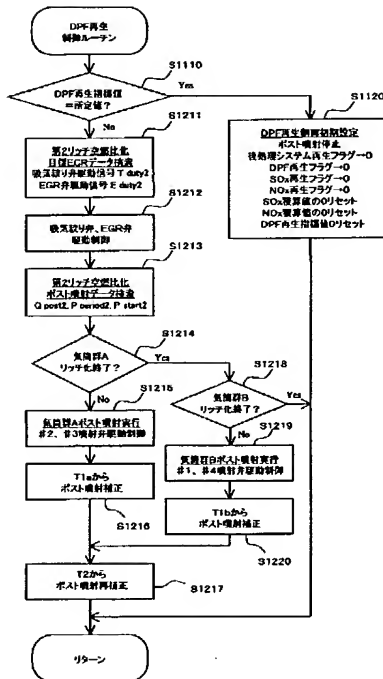 DPF再生
制御ルーチン
S1110
DPF再生指標値
=所定値?
Yes
No
S1120
DPF再生制御初期設定
ポスト噴射停止
後処理システム再生フラグ→0
DPF再生フラグ→0
SOx再生フラグ→0
NOx再生フラグ→0
SOx積算値の0リセット
NOx積算値の0リセット
DPF再生指標値0リセット
S1211
第2リッチ空燃比化
目標EGRデータ検索
吸気絞り弁駆動信号 T duty2
EGR弁駆動信号 E duty2
S1212
吸気絞り弁、EGR弁
駆動制御
S1213
第2リッチ空燃比化
ポスト噴射データ検索
Q post2, P period2, P start2
S1214
気筒群A
リッチ化終了?
Yes
No
S1218
気筒群B
リッチ化終了?
Yes
No
S1215
気筒群Aポスト噴射実行
#2、#3噴射弁駆動制御
S1219
気筒群Bポスト噴射実行
#1、#4噴射弁駆動制御
T1aから
ポスト噴射補正
S1216
T1bから
ポスト噴射補正
S1220
T2から
ポスト噴射再補正
S1217
リターン